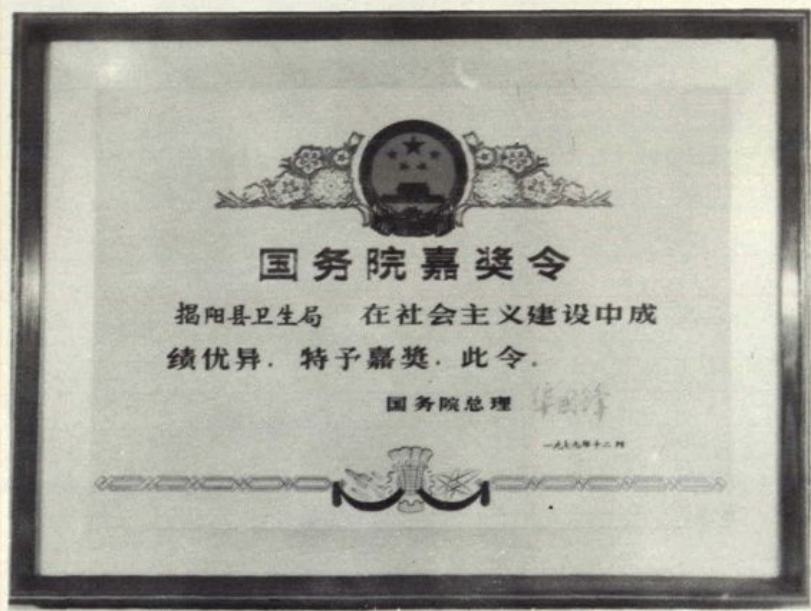 国务院嘉奖令
揭阳县卫生局 在社会主义建设中成
绩优异，特予嘉奖，此令。
国务院总理 华国锋
一九七九年十二月